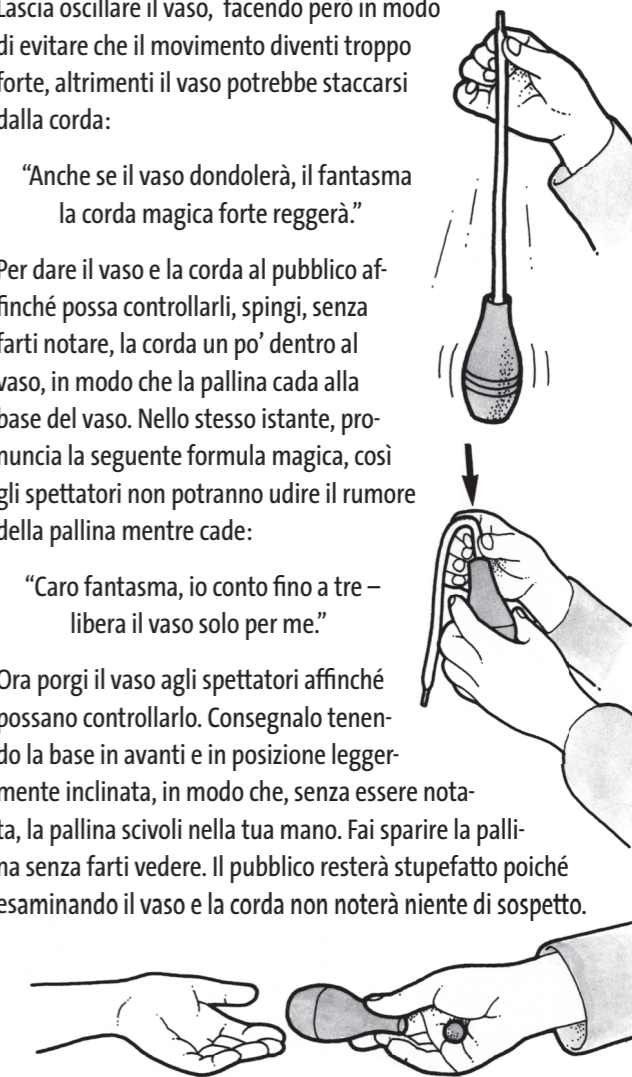 Lascia oscillare il vaso, facendo però in modo
di evitare che il movimento diventi troppo
forte, altrimenti il vaso potrebbe staccarsi
dalla corda:
“Anche se il vaso dondolerà, il fantasma
la corda magica forte reggerà.”
Per dare il vaso e la corda al pubblico af-
finché possa controllarli, spingi, senza
farti notare, la corda un po’ dentro al
vaso, in modo che la pallina cada alla
base del vaso. Nello stesso istante, pro-
nuncia la seguente formula magica, così
gli spettatori non potranno udire il rumore
della pallina mentre cade:
“Caro fantasma, io conto fino a tre –
libera il vaso solo per me.”
Ora porgi il vaso agli spettatori affinché
possano controllarlo. Consegnalo tenen-
do la base in avanti e in posizione legger-
mente inclinata, in modo che, senza essere nota-
ta, la pallina scivoli nella tua mano. Fai sparire la palli-
na senza farti vedere. Il pubblico resterà stupefatto poiché
esaminando il vaso e la corda non noterà niente di sospetto.